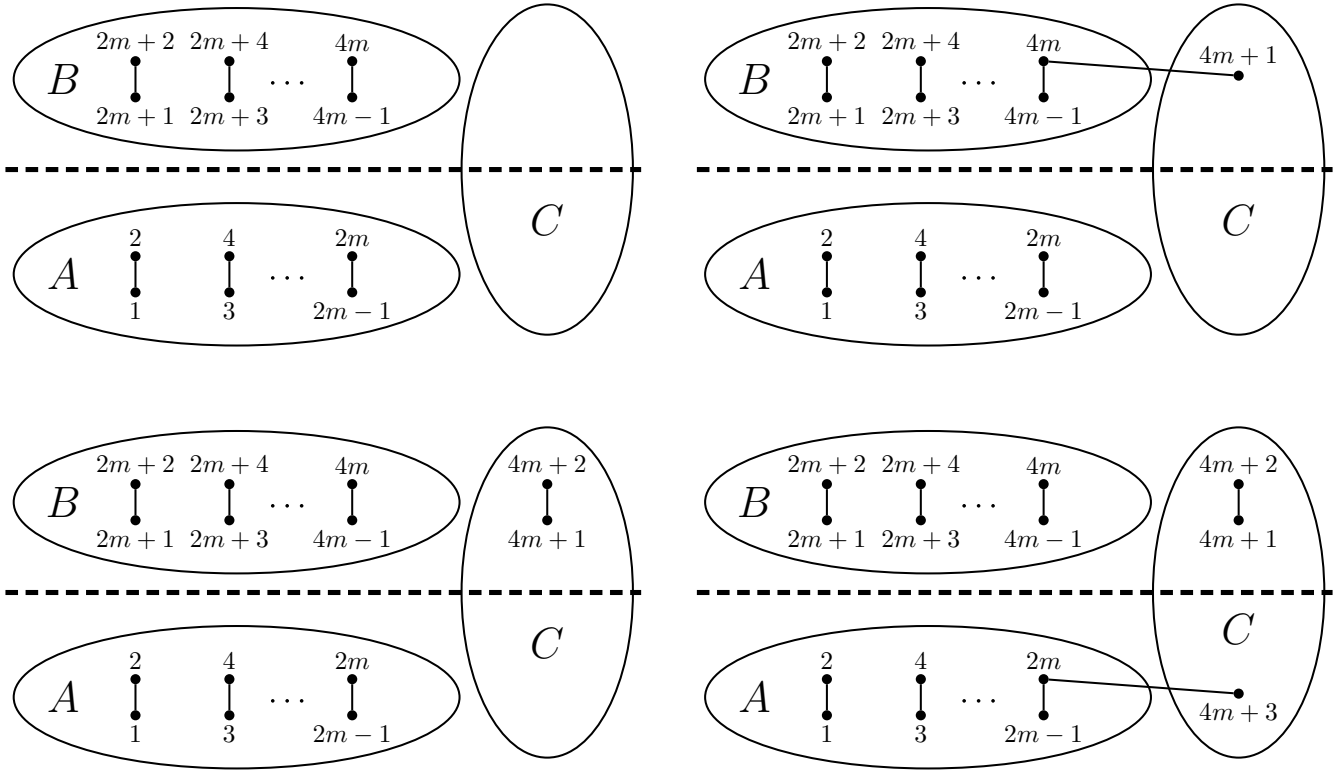 2m + 2 2m + 4 4m
B ...
2m + 1 2m + 3 4m − 1
C
2 4 2m
A ...
1 3 2m − 1
2m + 2 2m + 4 4m 4m + 1
B ...
2m + 1 2m + 3 4m − 1
C
2 4 2m
A ...
1 3 2m − 1
2m + 2 2m + 4 4m 4m + 2
B ...
2m + 1 2m + 3 4m − 1 4m + 1
C
2 4 2m
A ...
1 3 2m − 1
2m + 2 2m + 4 4m 4m + 2
B ...
2m + 1 2m + 3 4m − 1 4m + 1
C
2 4 2m
A ...
4m + 3
1 3 2m − 1